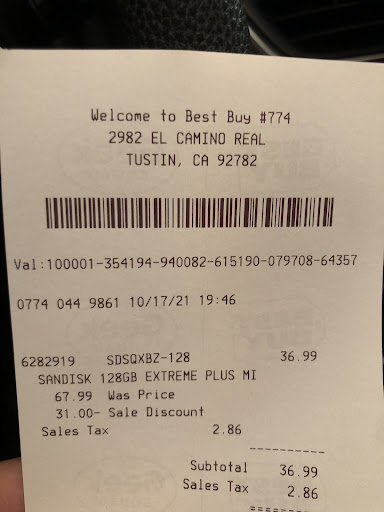 Welcome to Best Buy #774
2982 EL CAMINO REAL
TUSTIN, CA 92782
Val:100001-354194-940082-615190-079708-64357
0774 044 9861 10/17/21 19:46
6282919 SDSQXBZ-128 36.99
SANDISK 128GB EXTREME PLUS MI
67.99 Was Price
31.00- Sale Discount
Sales Tax 2.86
----------
Subtotal 36.99
Sales Tax 2.86
========